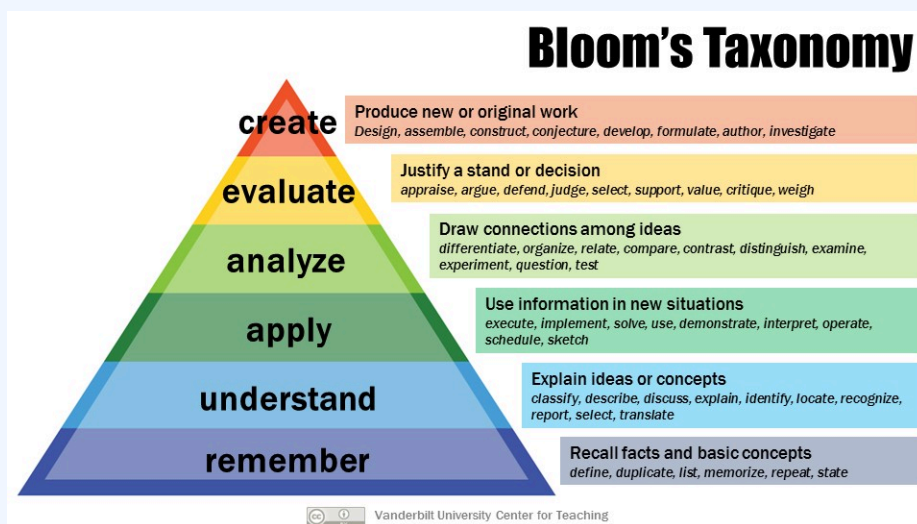 Bloom's Taxonomy
create
Produce new or original work
Design, assemble, construct, conjecture, develop, formulate, author, investigate
evaluate
Justify a stand or decision
appraise, argue, defend, judge, select, support, value, critique, weigh
analyze
Draw connections among ideas
differentiate, organize, relate, compare, contrast, distinguish, examine,
experiment, question, test
apply
Use information in new situations
execute, implement, solve, use, demonstrate, interpret, operate,
schedule, sketch
understand
Explain ideas or concepts
classify, describe, discuss, explain, identify, locate, recognize,
report, select, translate
remember
Recall facts and basic concepts
define, duplicate, list, memorize, repeat, state
cc
Vanderbilt University Center for Teaching